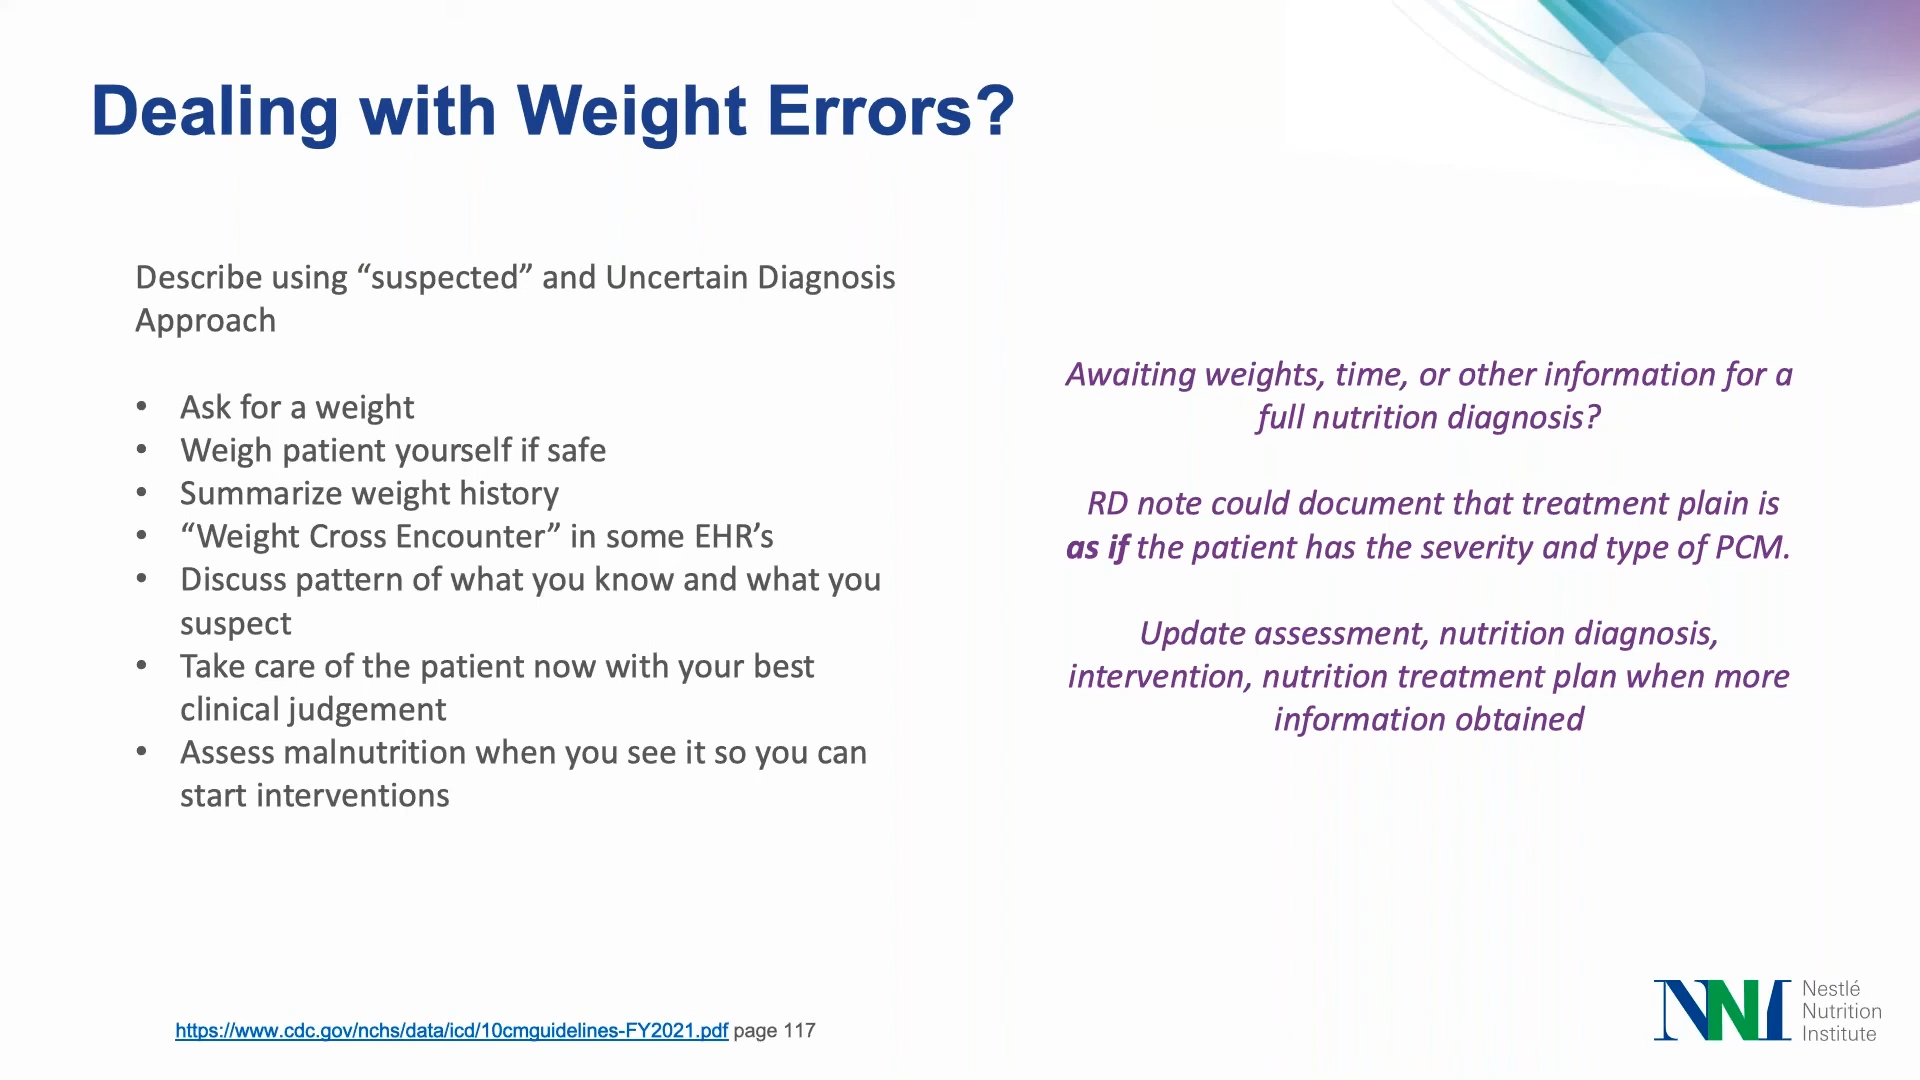 Dealing with Weight Errors?
Describe using “suspected” and Uncertain Diagnosis
Approach
• Ask for a weight
• Weigh patient yourself if safe
• Summarize weight history
• “Weight Cross Encounter” in some EHR’s
• Discuss pattern of what you know and what you
suspect
• Take care of the patient now with your best
clinical judgement
• Assess malnutrition when you see it so you can
start interventions
Awaiting weights, time, or other information for a
full nutrition diagnosis?
RD note could document that treatment plain is
as if the patient has the severity and type of PCM.
Update assessment, nutrition diagnosis,
intervention, nutrition treatment plan when more
information obtained
https://www.cdc.gov/nchs/data/icd/10cmguidelines-FY2021.pdf page 117
NNI
Nestlé
Nutrition
Institute